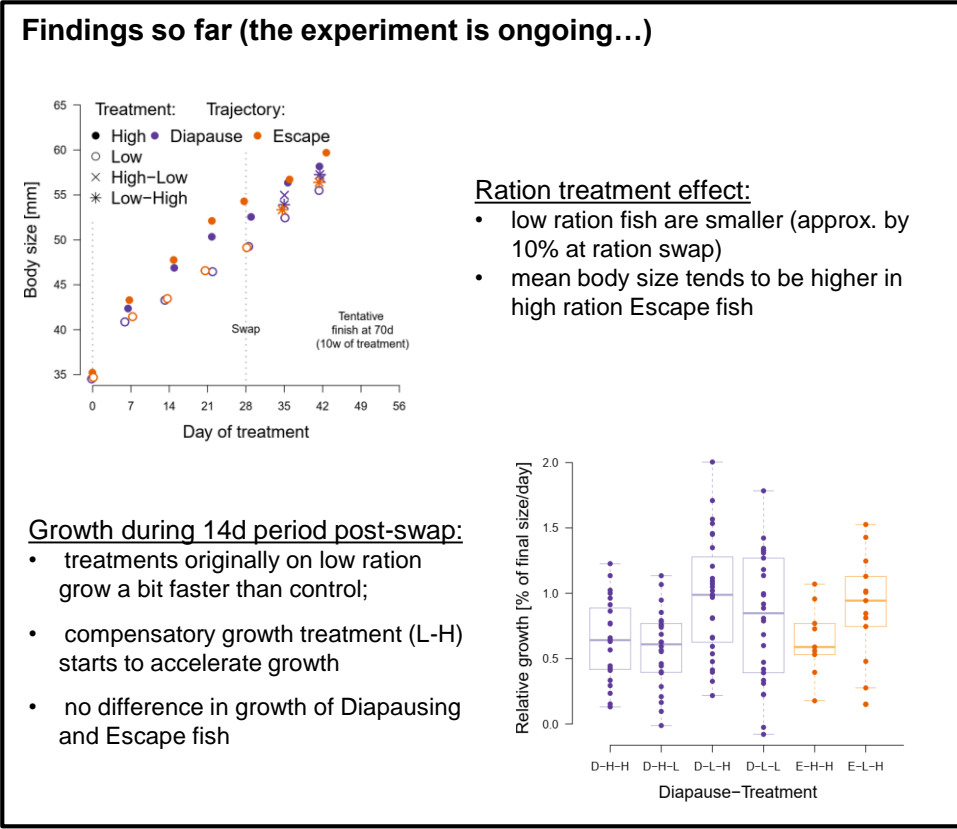 Findings so far (the experiment is ongoing…)
Treatment: Trajectory:
● High ● Diapause ● Escape
○ Low
× High−Low
✳ Low−High
Body size [mm]
65
60
55
50
45
40
35
Swap
Tentative
finish at 70d
(10w of treatment)
0 7 14 21 28 35 42 49 56
Day of treatment
Ration treatment effect:
• low ration fish are smaller (approx. by
10% at ration swap)
• mean body size tends to be higher in
high ration Escape fish
Growth during 14d period post-swap:
• treatments originally on low ration
grow a bit faster than control;
• compensatory growth treatment (L-H)
starts to accelerate growth
• no difference in growth of Diapausing
and Escape fish
Relative growth [% of final size/day]
2.0
1.5
1.0
0.5
0.0
D−H−H D−H−L D−L−H D−L−L E−H−H E−L−H
Diapause−Treatment